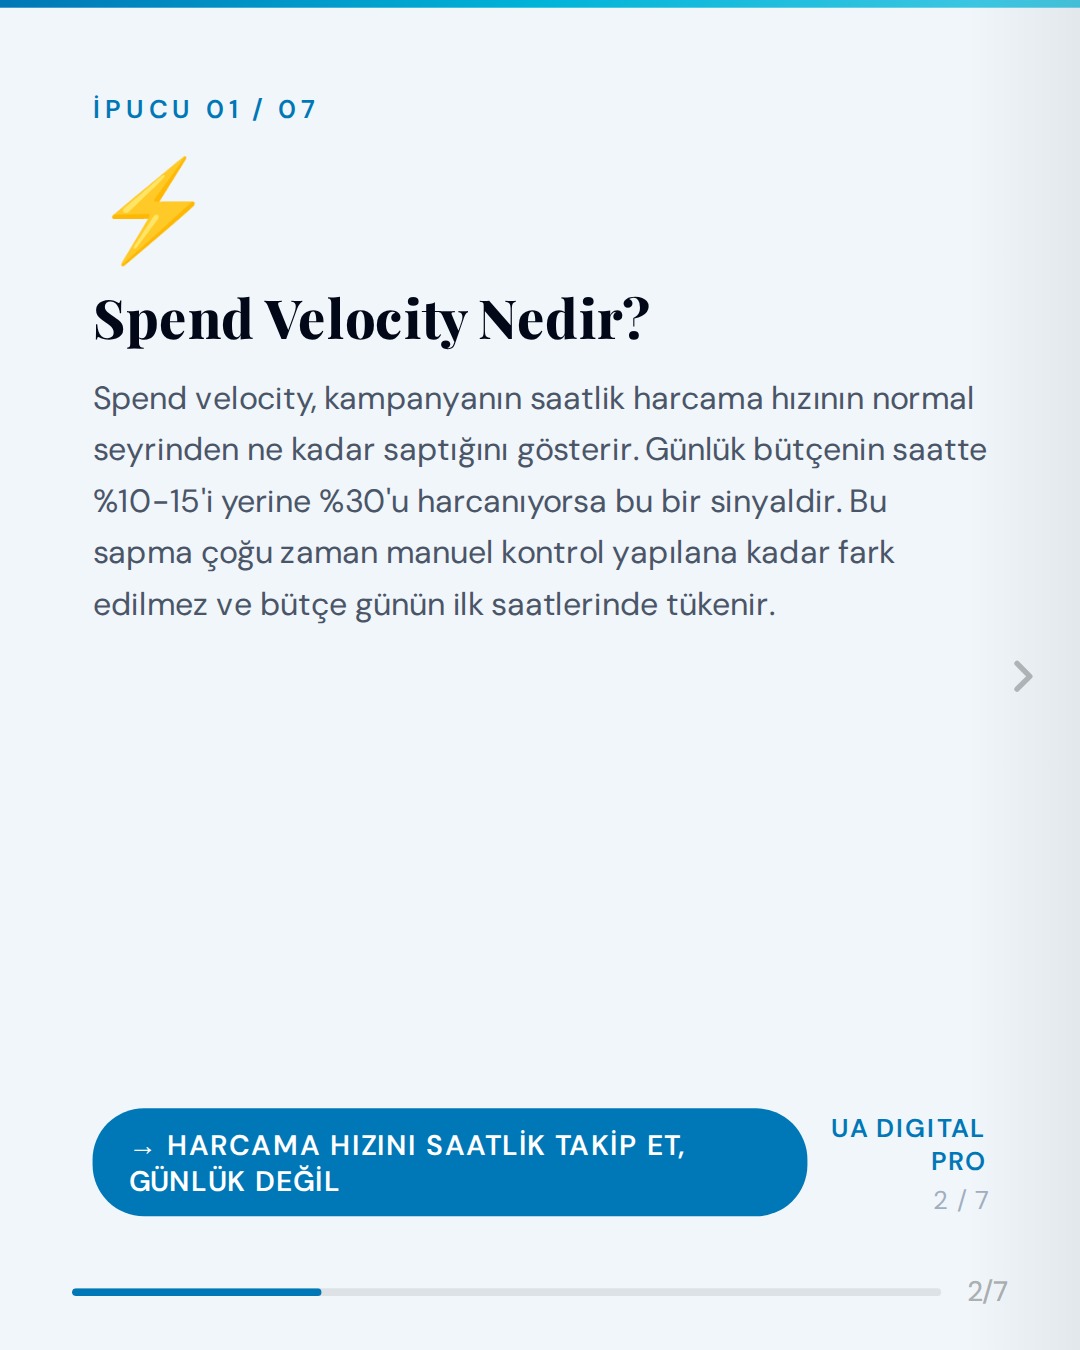 İPUCU 01 / 07
Spend Velocity Nedir?
Spend velocity, kampanyanın saatlik harcama hızının normal
seyrinden ne kadar saptığını gösterir. Günlük bütçenin saatte
%10-15'i yerine %30'u harcanıyorsa bu bir sinyaldir. Bu
sapma çoğu zaman manuel kontrol yapılana kadar fark
edilmez ve bütçe günün ilk saatlerinde tükenir.
→ HARCAMA HIZINI SAATLİK TAKİP ET,
GÜNLÜK DEĞİL
UA DIGITAL
PRO
2 / 7
2/7